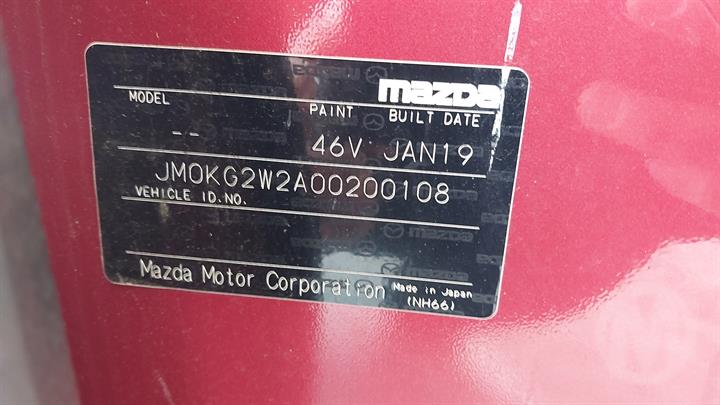 mazda
MODEL PAINT BUILT DATE
-- 46V JAN19
JM0KG2W2A00200108
VEHICLE ID.NO.
Mazda Motor Corporation Made in Japan
(NH66)